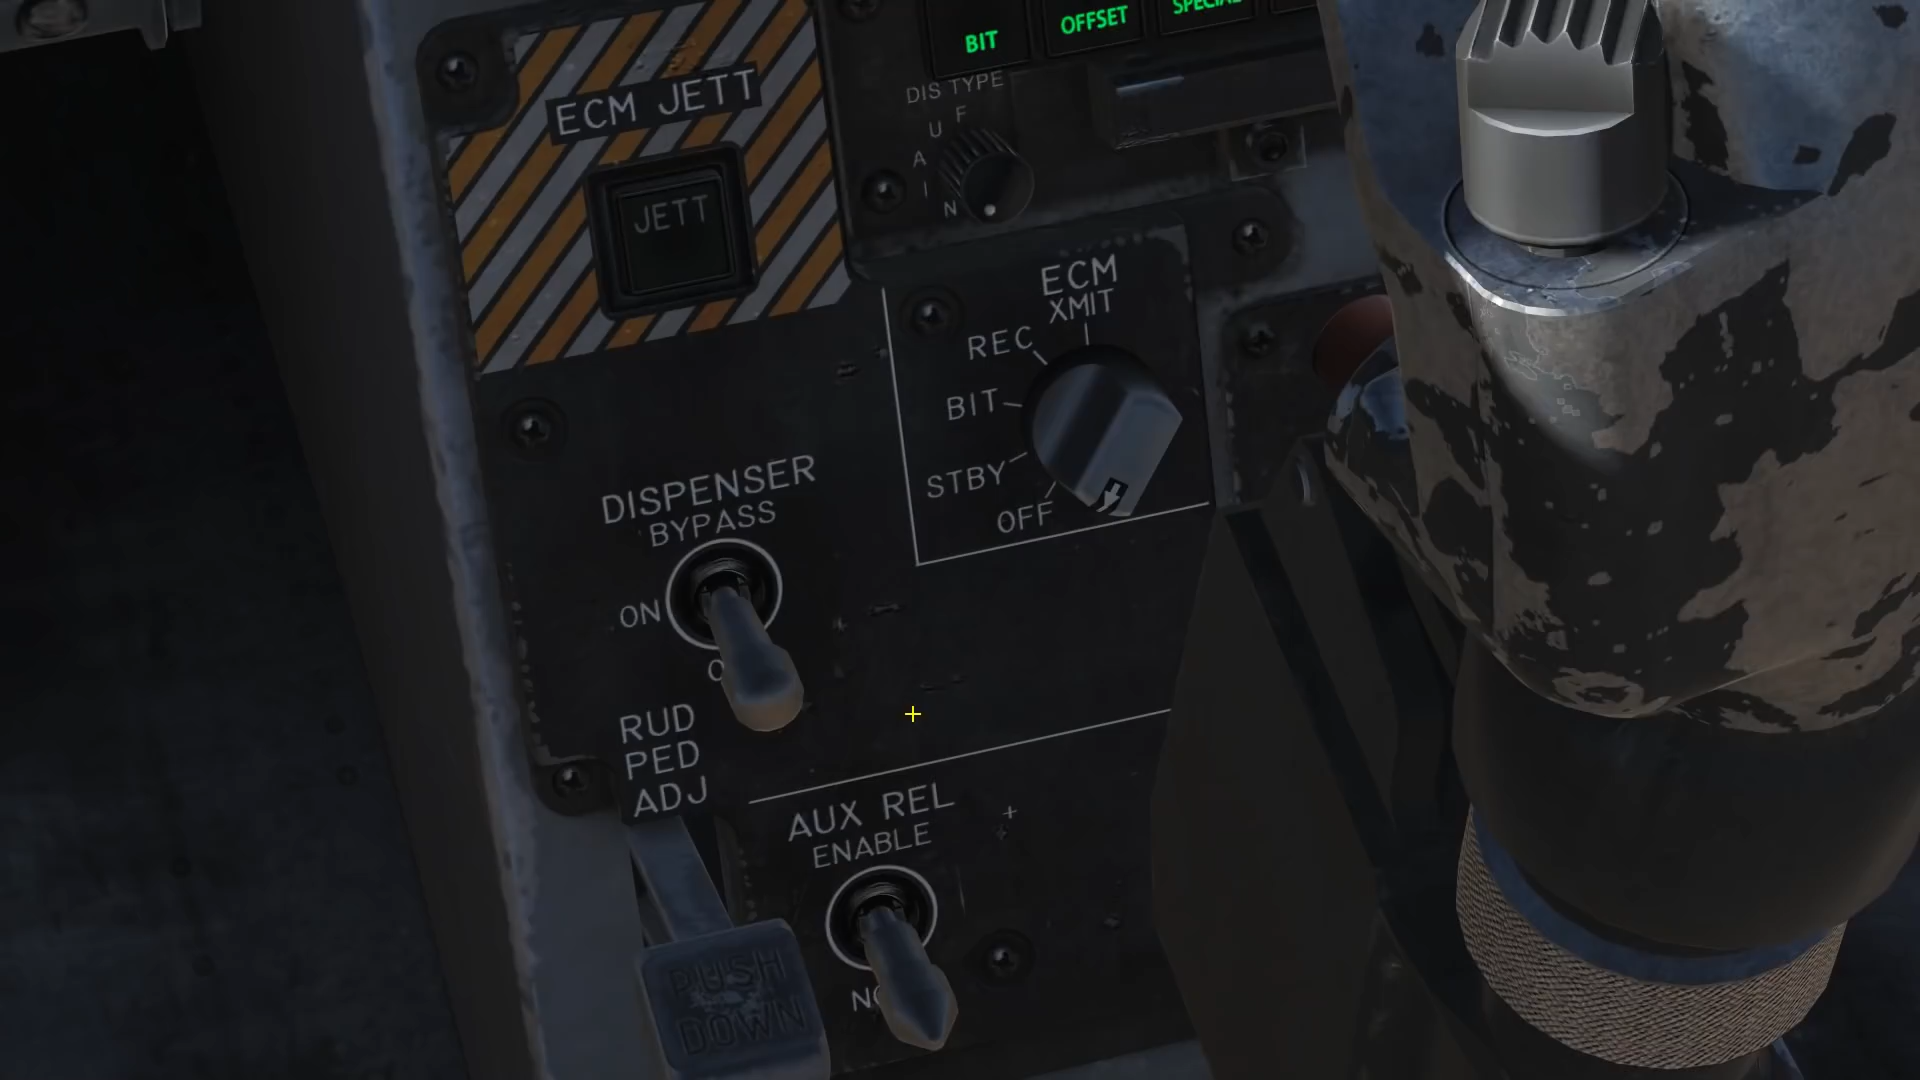 BIT
OFFSET
SPECIAL
ECM JETT
JETT
DIS TYPE
F
U
A
I
N
ECM
XMIT
REC
BIT
STBY
OFF
DISPENSER
BYPASS
ON
RUD
PED
ADJ
AUX REL
ENABLE
PUSH
DOWN